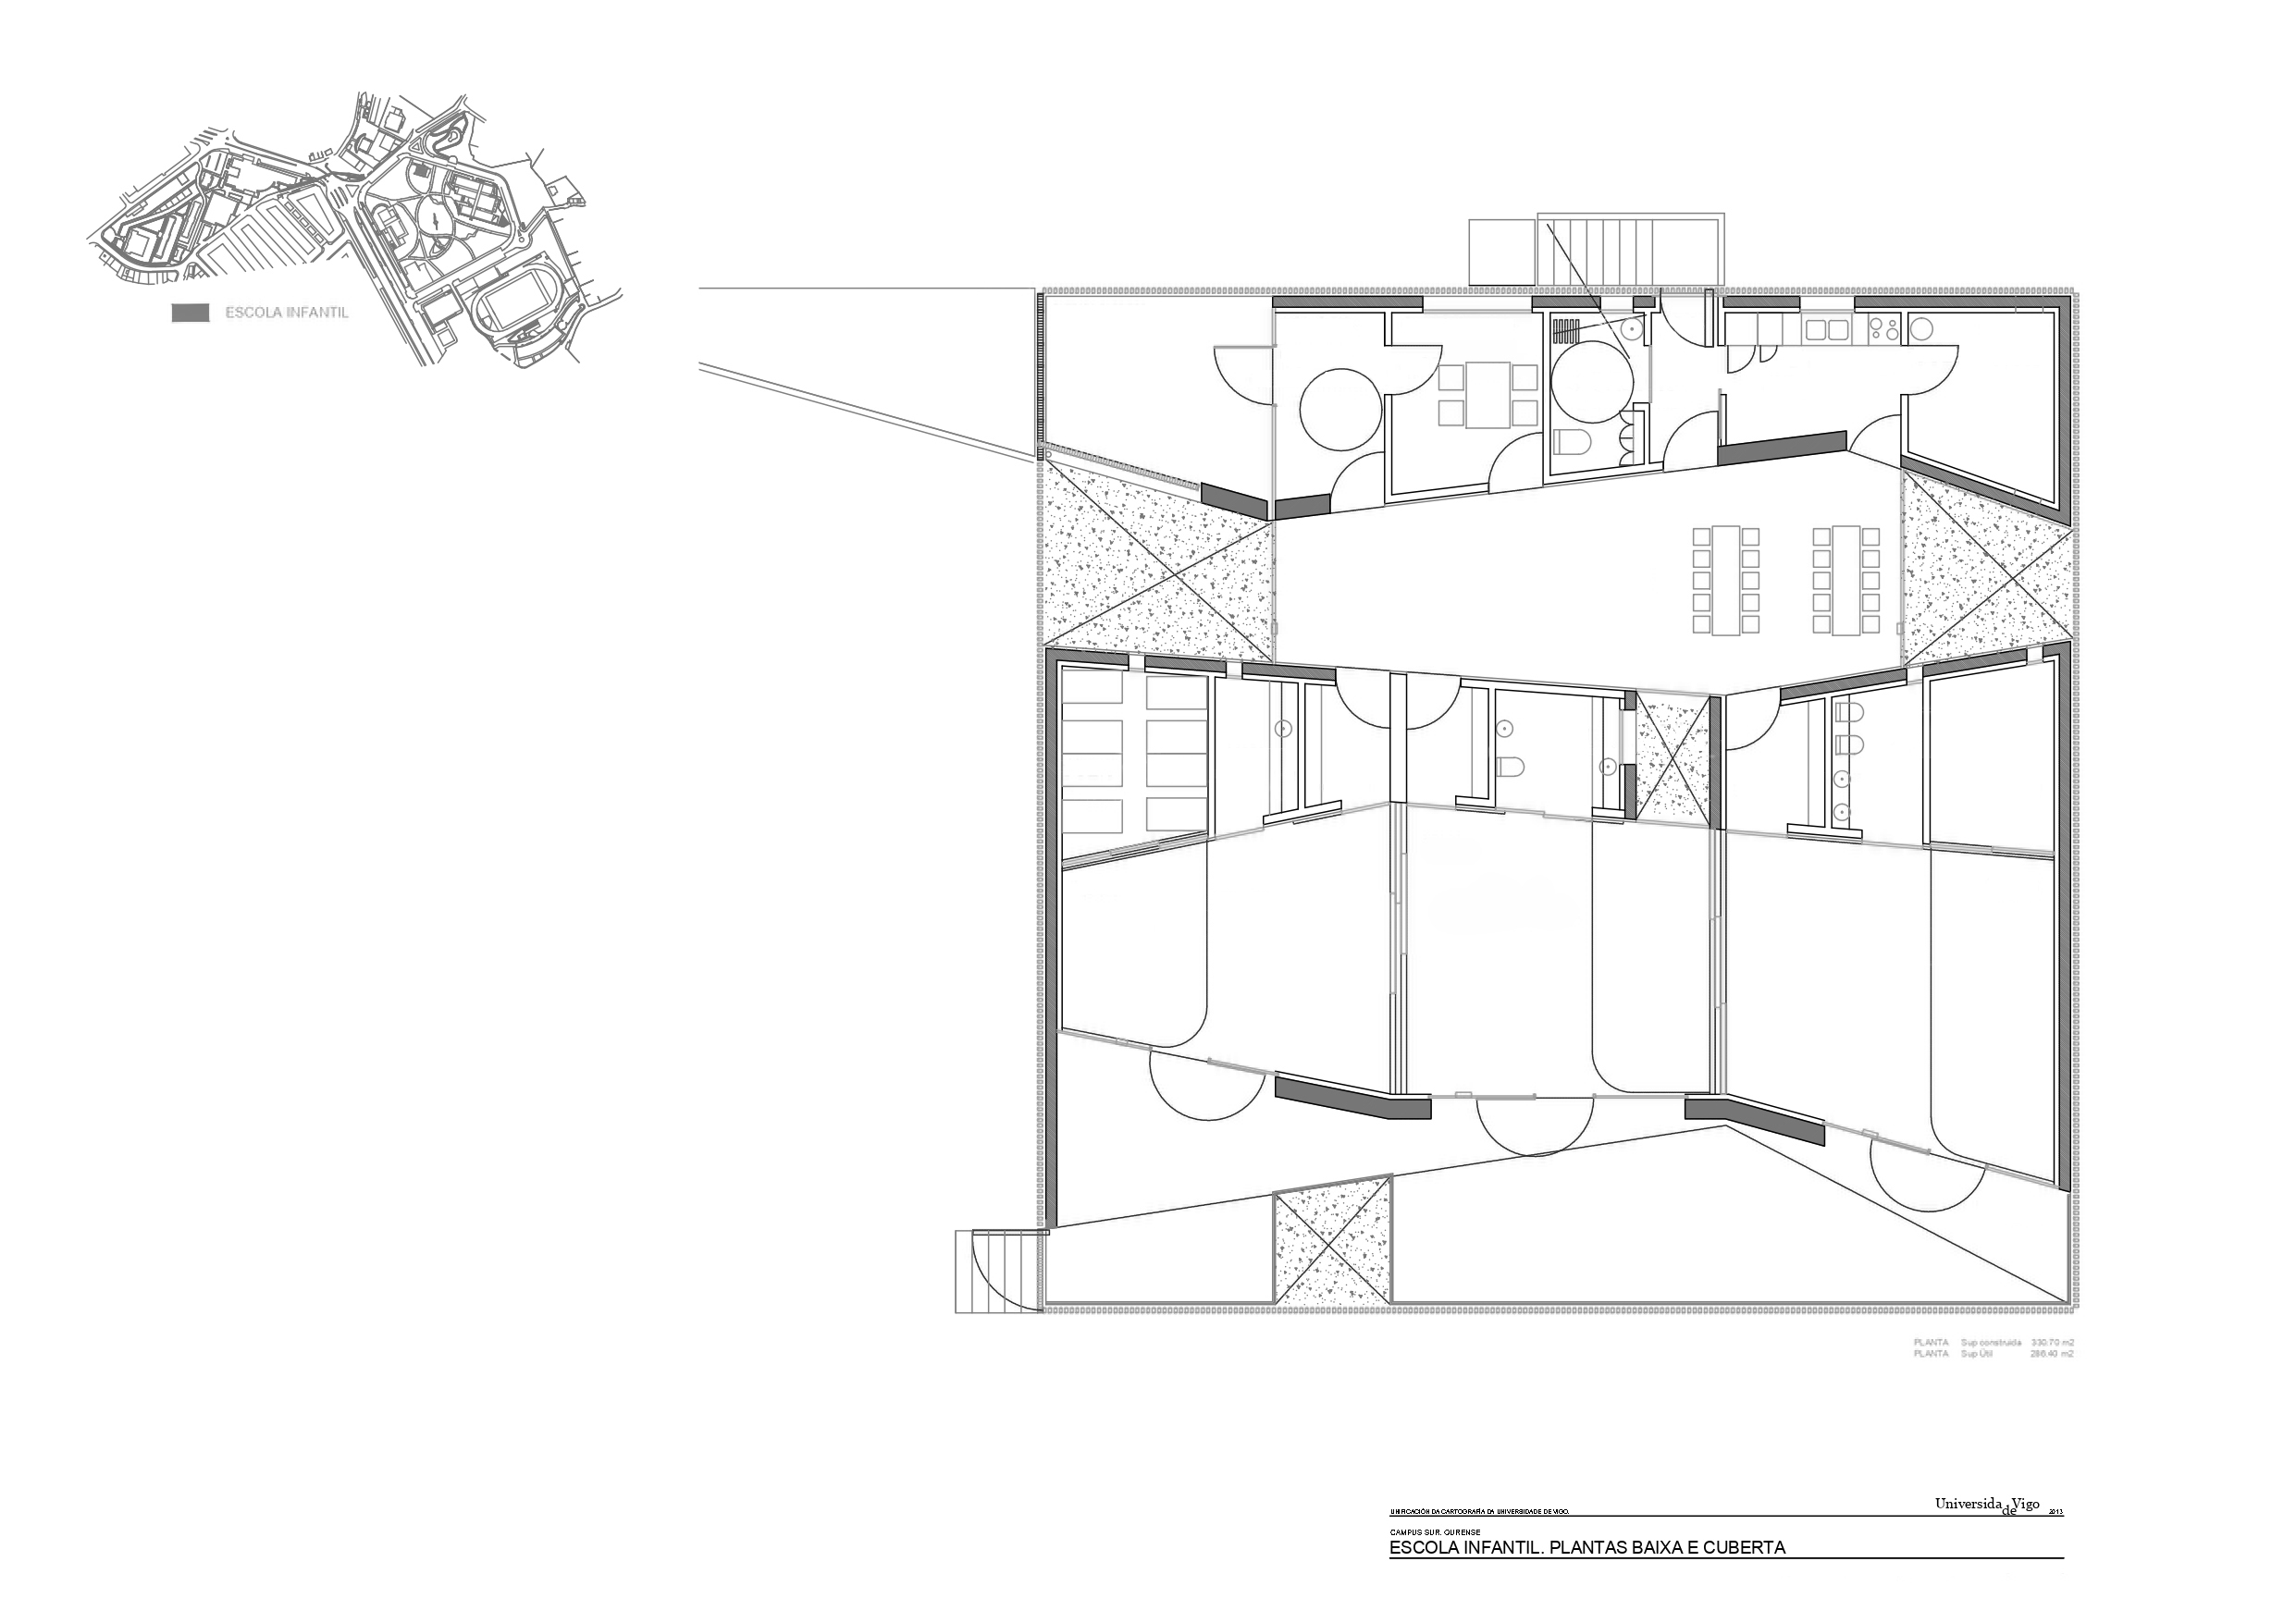 ESCOLA INFANTIL
PLANTA Sup construida 330.70 m2
PLANTA Sup Útil 286.40 m2
UNIFICACIÓN DA CARTOGRAFÍA DA UNIVERSIDADE DE VIGO.
Universida de Vigo 2013
CAMPUS SUR. OURENSE
ESCOLA INFANTIL. PLANTAS BAIXA E CUBERTA